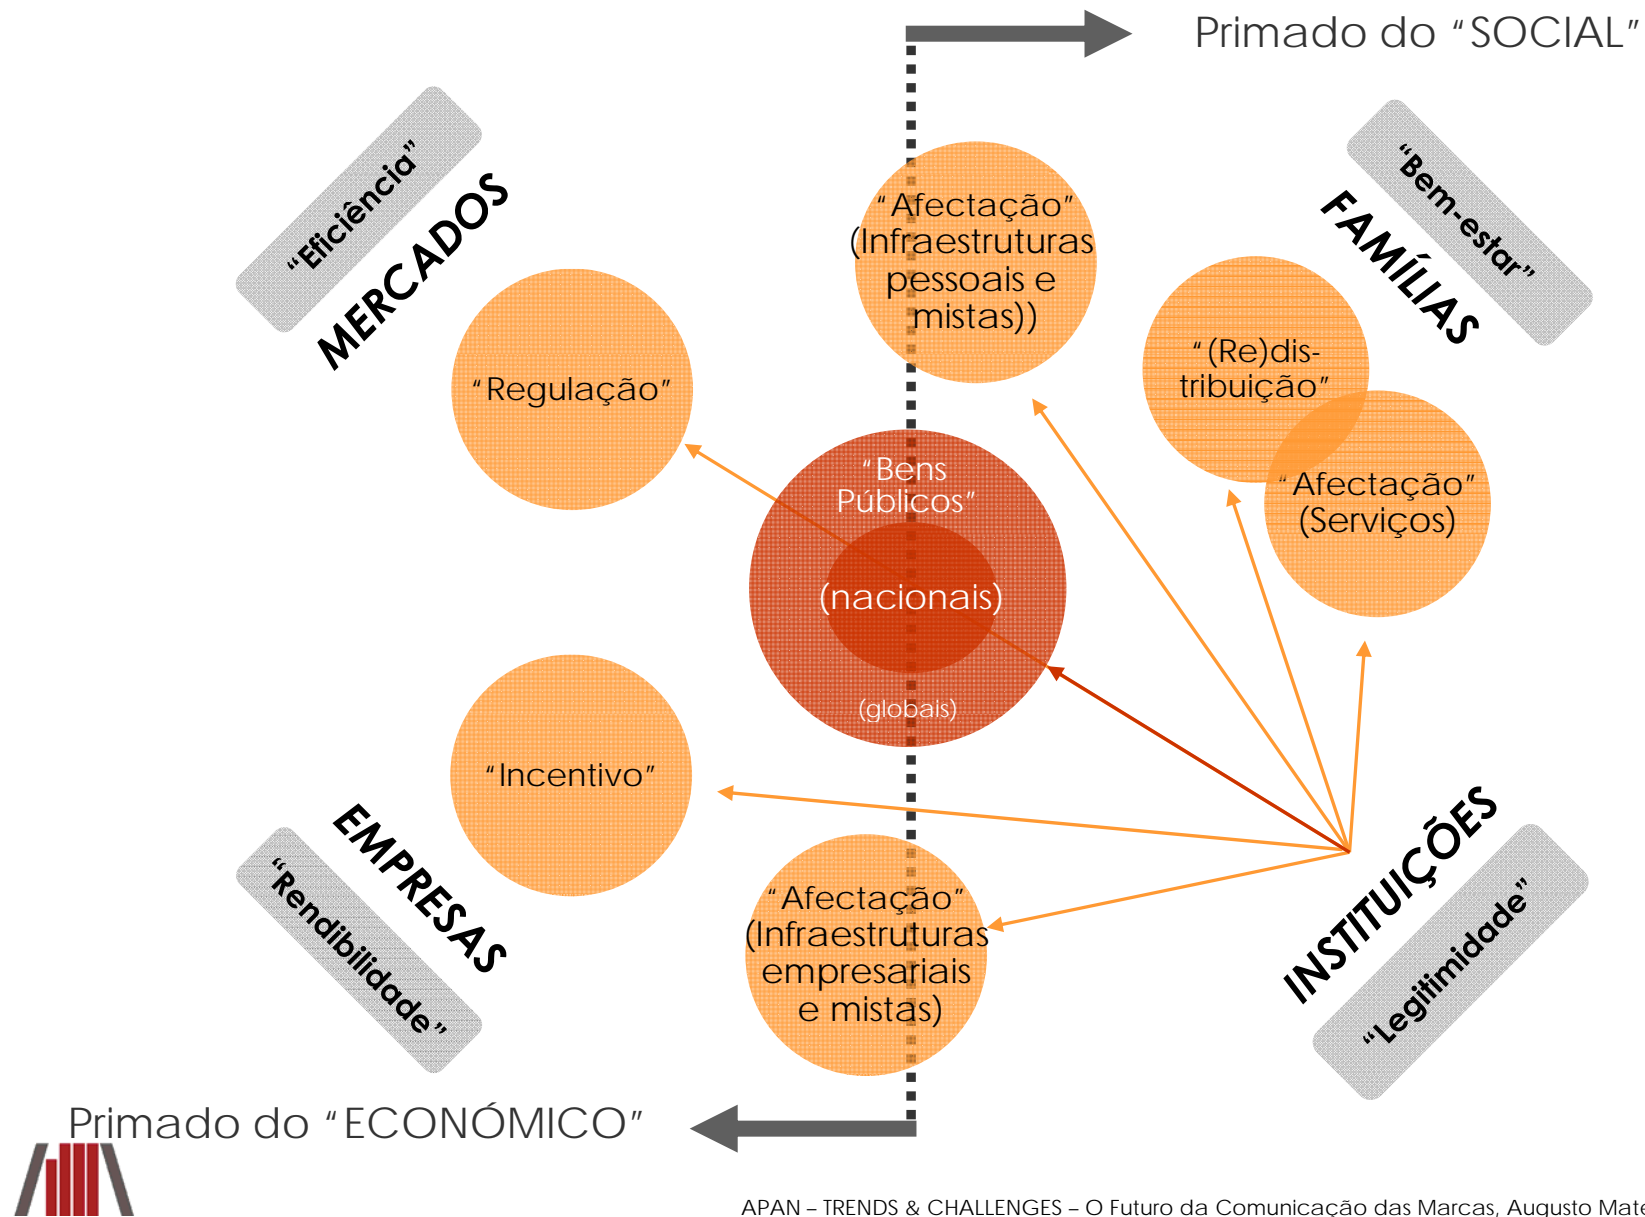 Primado do “SOCIAL”
“Eficiência”
MERCADOS
“Bem-estar”
FAMÍLIAS
“Afectação”
(Infraestruturas
pessoais e
mistas))
“(Re)dis-
tribuição”
“Regulação”
“Afectação”
(Serviços)
“Bens
Públicos”
(nacionais)
(globais)
“Incentivo”
EMPRESAS
“Rendibilidade”
“Afectação”
(Infraestruturas
empresariais
e mistas)
INSTITUIÇÕES
“Legitimidade”
Primado do “ECONÓMICO”
APAN – TRENDS & CHALLENGES – O Futuro da Comunicação das Marcas, Augusto Mate